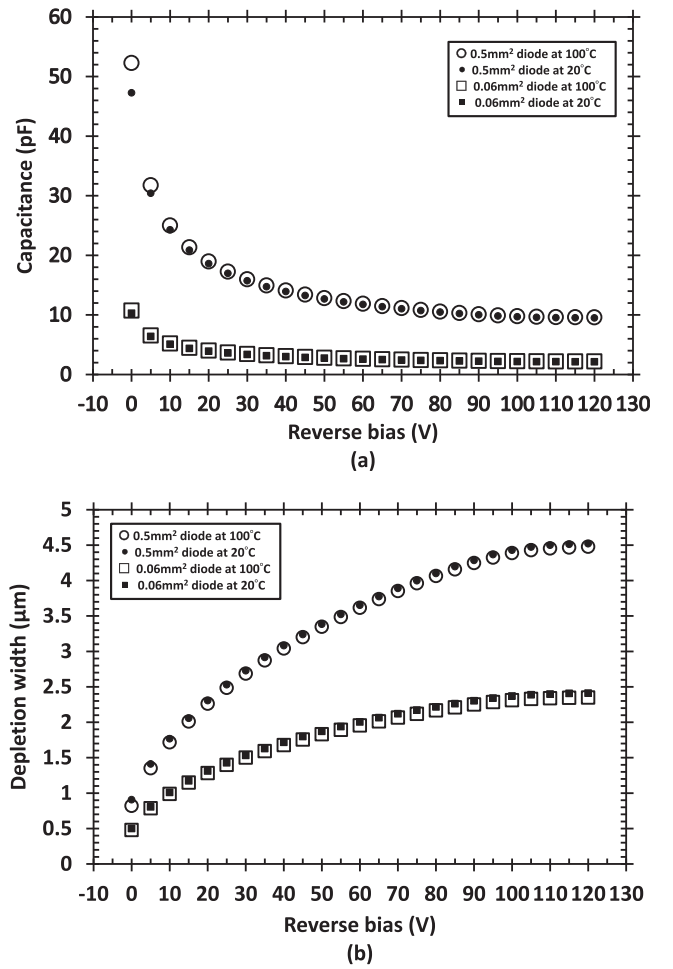 60
50
40
30
20
10
0
Capacitance (pF)
0.5mm² diode at 100°C
0.5mm² diode at 20°C
0.06mm² diode at 100°C
0.06mm² diode at 20°C
-10 0 10 20 30 40 50 60 70 80 90 100 110 120 130
Reverse bias (V)
(a)
5
4.5
4
3.5
3
2.5
2
1.5
1
0.5
0
Depletion width (μm)
0.5mm² diode at 100°C
0.5mm² diode at 20°C
0.06mm² diode at 100°C
0.06mm² diode at 20°C
-10 0 10 20 30 40 50 60 70 80 90 100 110 120 130
Reverse bias (V)
(b)